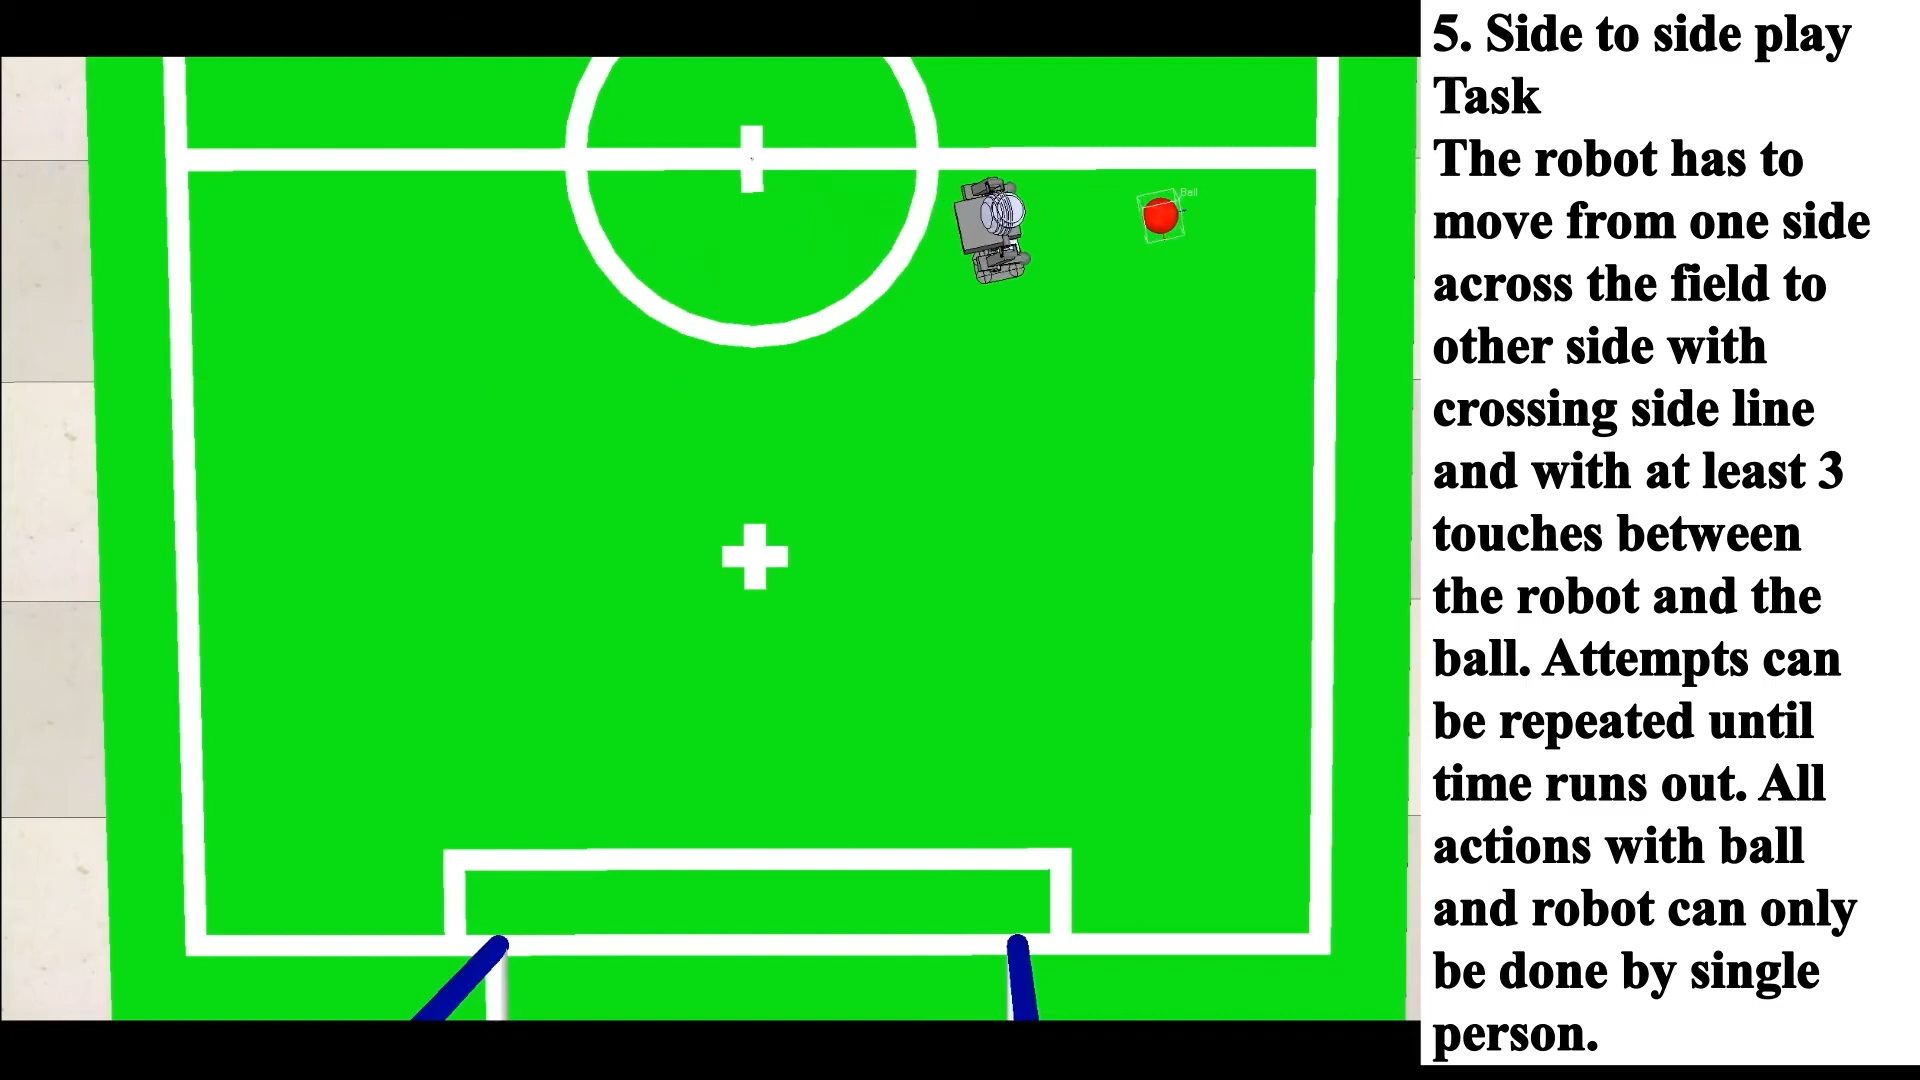 5. Side to side play
Task
The robot has to
move from one side
across the field to
other side with
crossing side line
and with at least 3
touches between
the robot and the
ball. Attempts can
be repeated until
time runs out. All
actions with ball
and robot can only
be done by single
person.
Ball